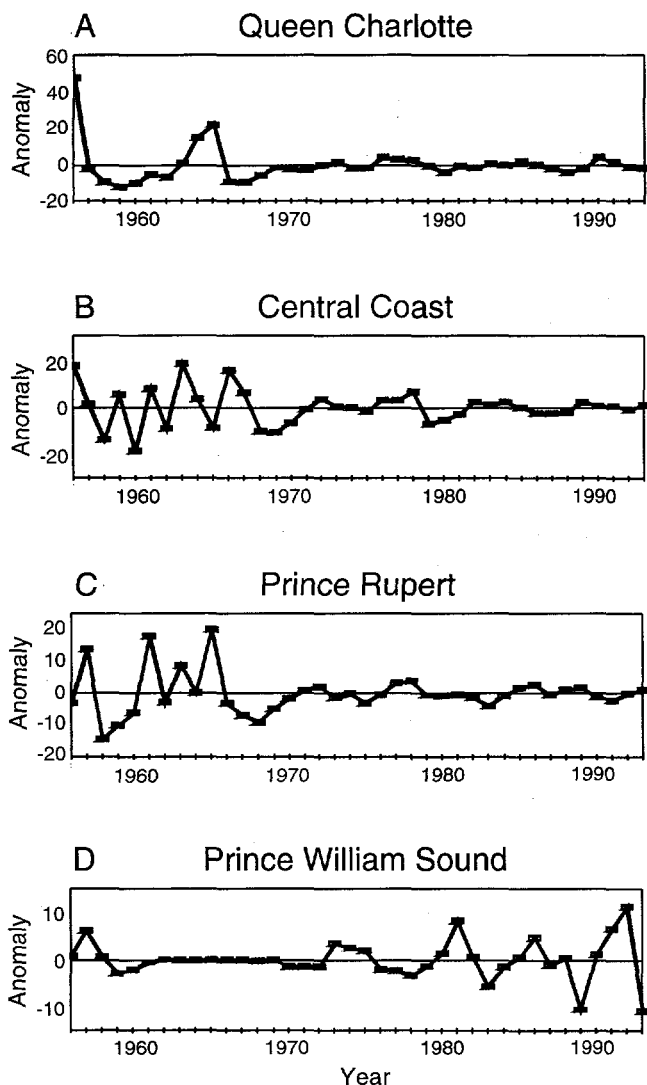 A Queen Charlotte
Anomaly
60
40
20
0
-20
1960 1970 1980 1990
B Central Coast
Anomaly
20
0
-20
1960 1970 1980 1990
C Prince Rupert
Anomaly
20
10
0
-10
-20
1960 1970 1980 1990
D Prince William Sound
Anomaly
10
0
-10
1960 1970 1980 1990
Year